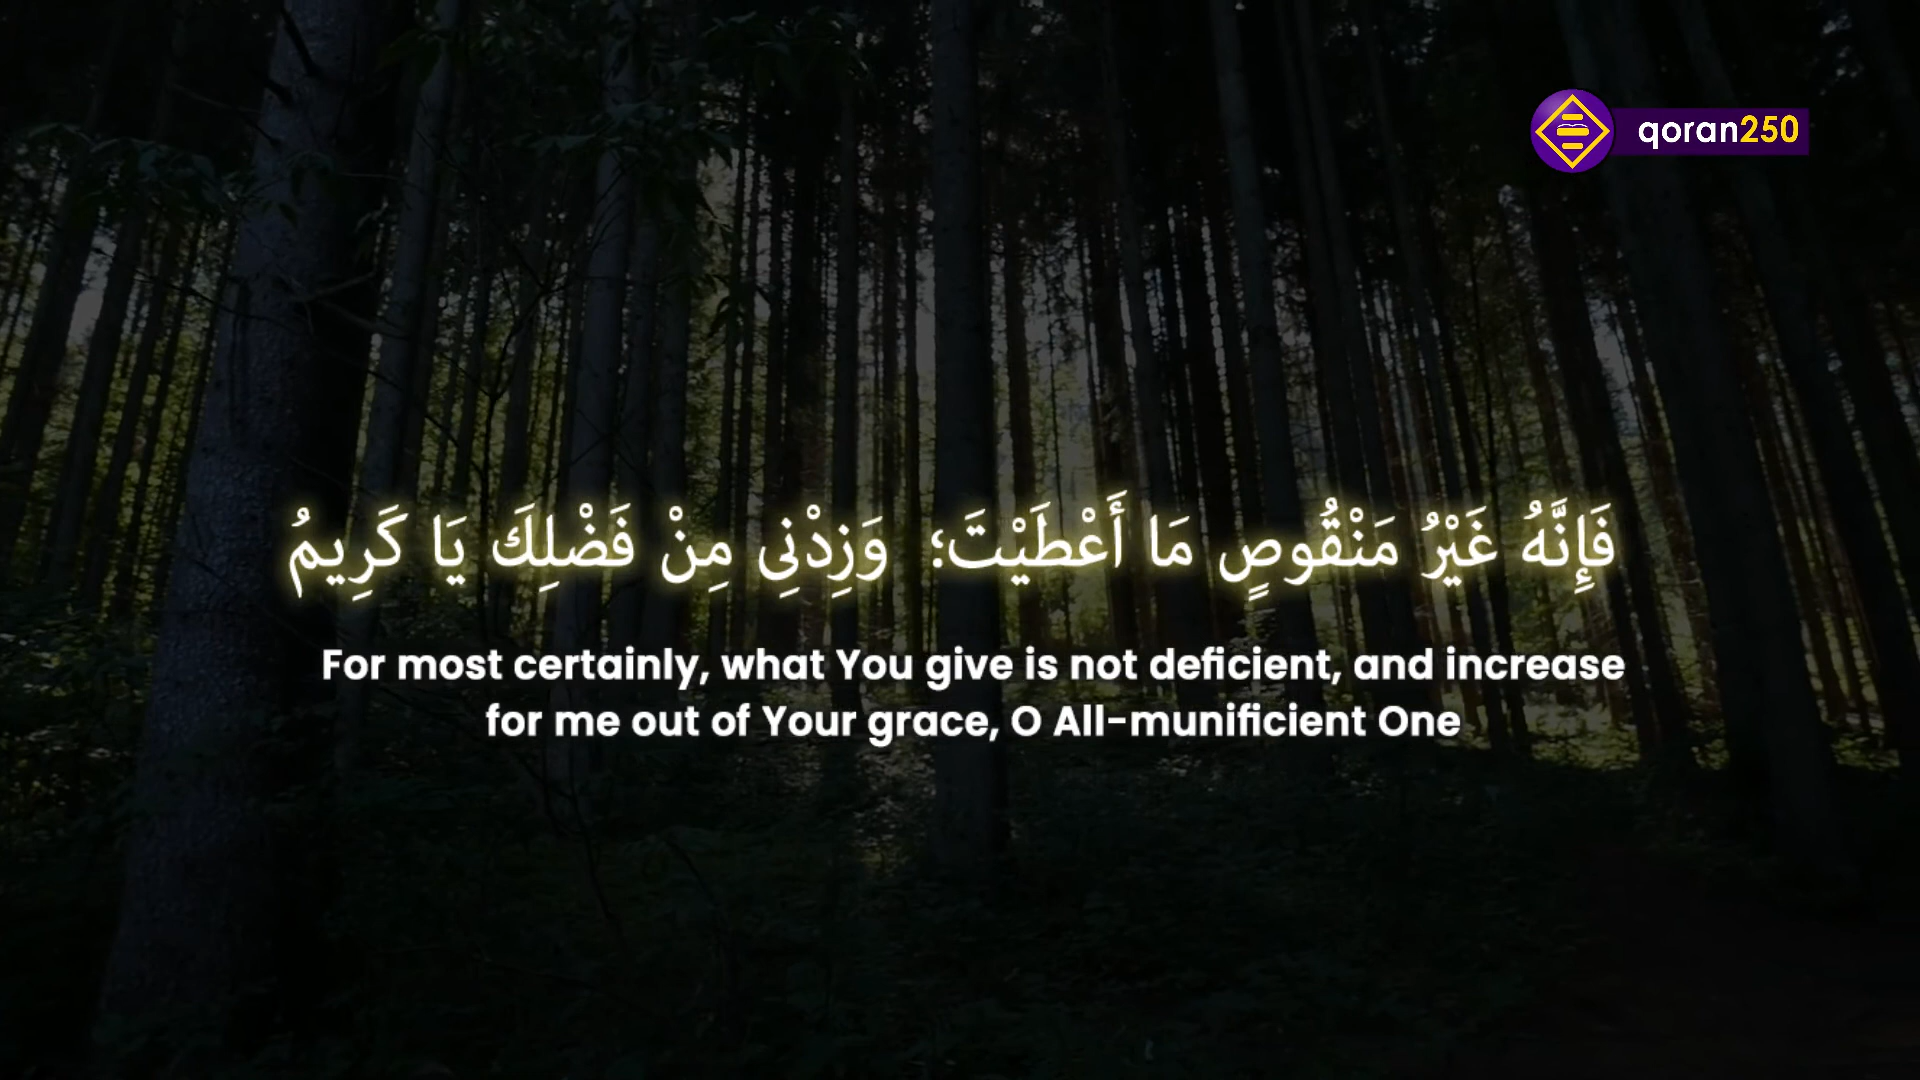 qoran250
فَإِنَّهُ غَيْرُ مَنْقُوصٍ مَا أَعْطَيْتَ؛ وَزِدْنِى مِنْ فَضْلِكَ يَا كَرِيمُ
For most certainly, what You give is not deficient, and increase
for me out of Your grace, O All-munificient One